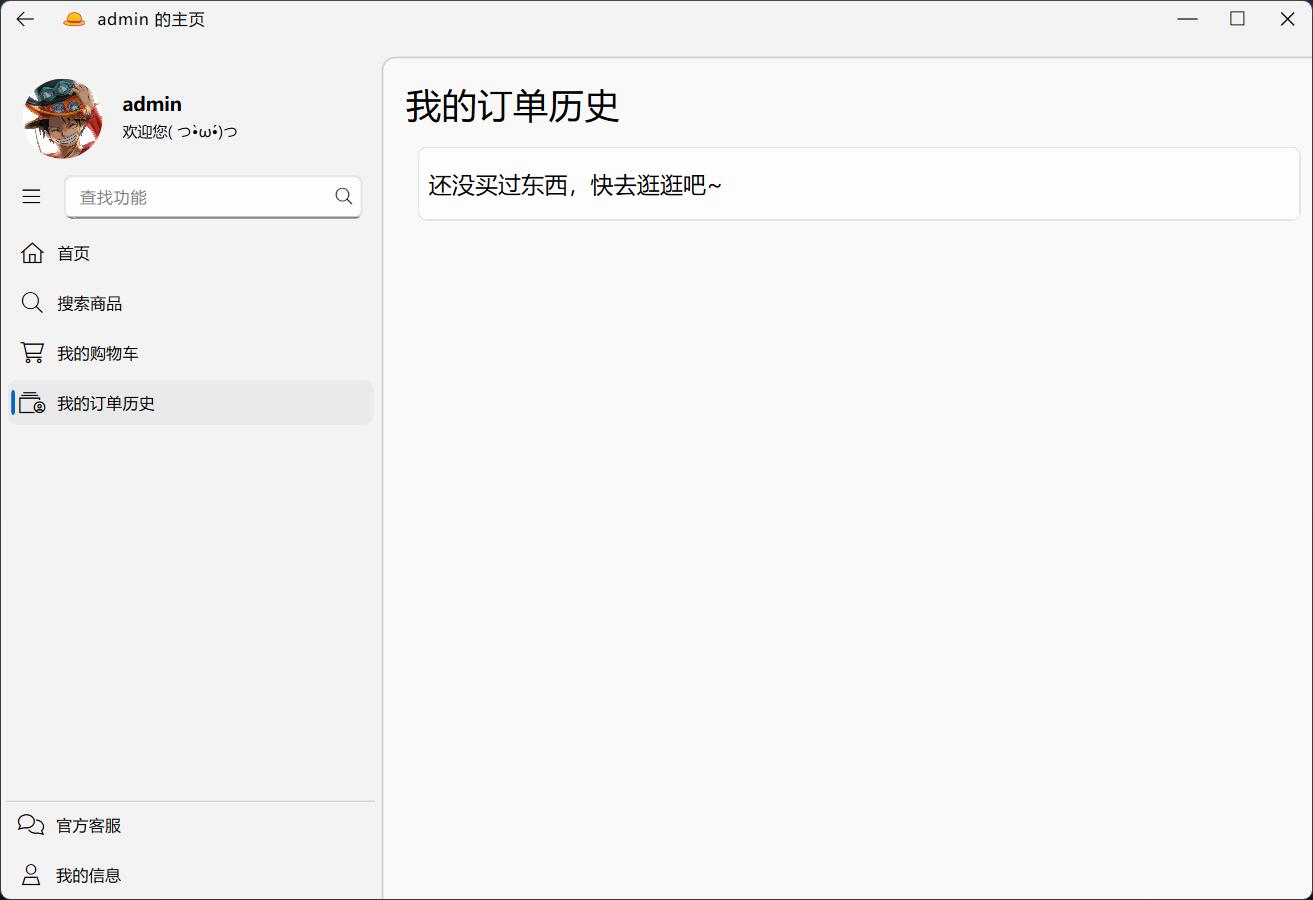 admin 的主页
admin
欢迎您( つ•̀ω•́)つ
查找功能
首页
搜索商品
我的购物车
我的订单历史
官方客服
我的信息
我的订单历史
还没买过东西，快去逛逛吧~